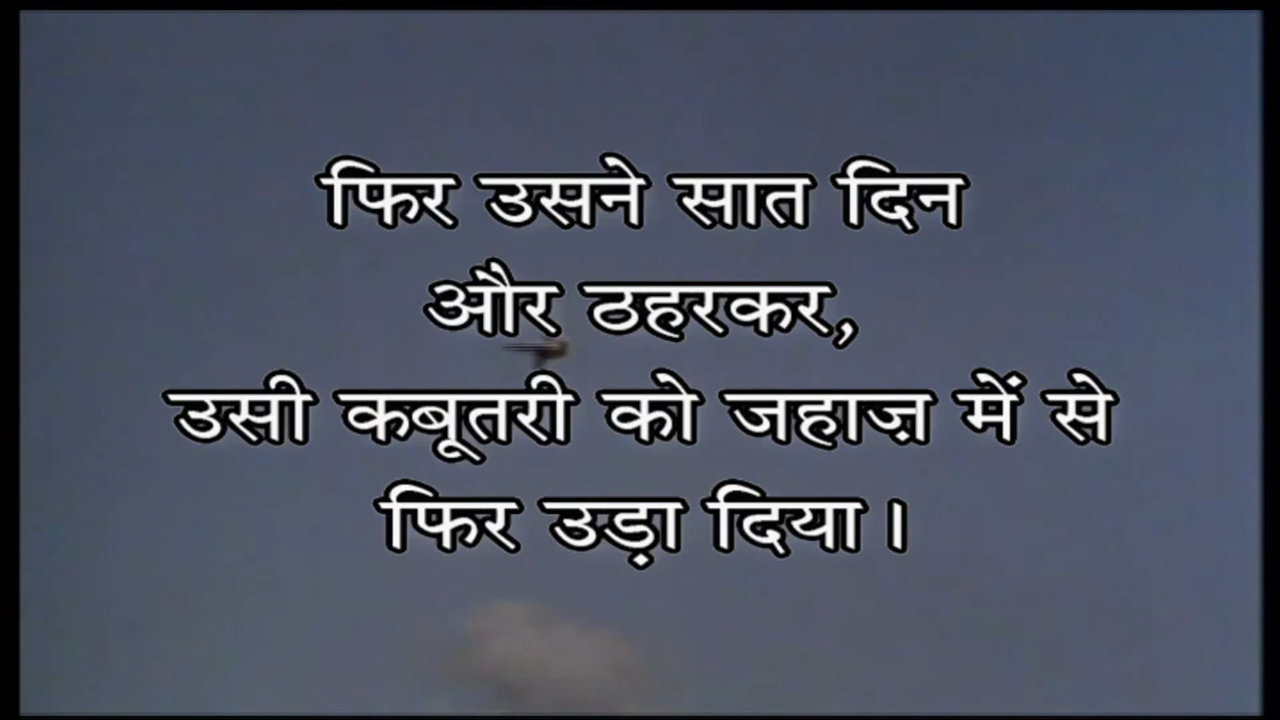 फिर उसने सात दिन
और ठहरकर,
उसी कबूतरी को जहाज़ में से
फिर उड़ा दिया।